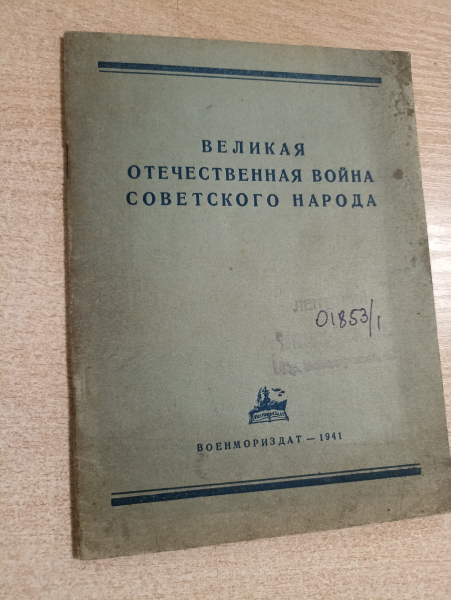 ВЕЛИКАЯ
ОТЕЧЕСТВЕННАЯ ВОЙНА
СОВЕТСКОГО НАРОДА
01853/1
ВОЕНМОРИЗДАТ — 1941